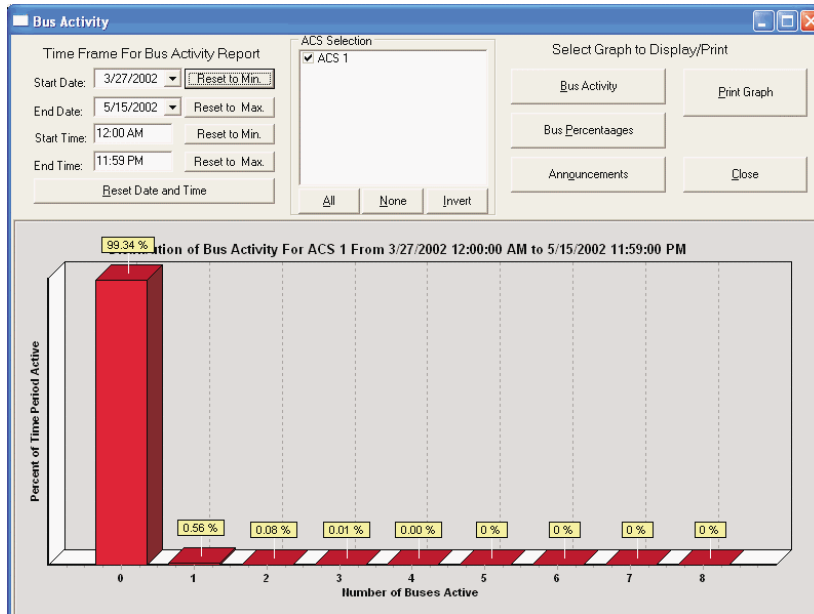 Bus Activity
Time Frame For Bus Activity Report
Start Date: 3/27/2002 Reset to Min.
End Date: 5/15/2002 Reset to Max.
Start Time: 12:00 AM Reset to Min.
End Time: 11:59 PM Reset to Max.
Reset Date and Time
ACS Selection
ACS 1
All None Invert
Select Graph to Display/Print
Bus Activity
Print Graph
Bus Percentaages
Announcements
Close
of Bus Activity For ACS 1 From 3/27/2002 12:00:00 AM to 5/15/2002 11:59:00 PM
99.34 %
Percent of Time Period Active
0.56 % 0.08 % 0.01 % 0.00 % 0 % 0 % 0 % 0 %
0 1 2 3 4 5 6 7 8
Number of Buses Active